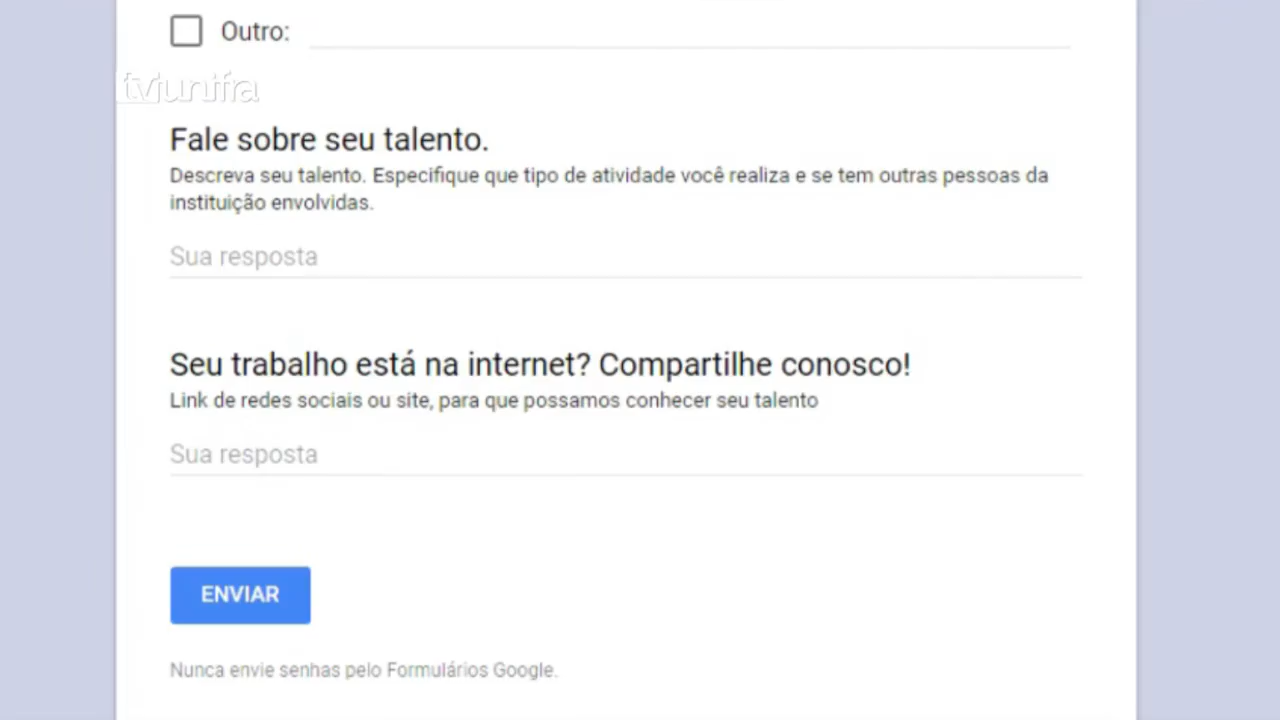 Outro:
tvunifra
Fale sobre seu talento.
Descreva seu talento. Especifique que tipo de atividade você realiza e se tem outras pessoas da
instituição envolvidas.
Sua resposta
Seu trabalho está na internet? Compartilhe conosco!
Link de redes sociais ou site, para que possamos conhecer seu talento
Sua resposta
ENVIAR
Nunca envie senhas pelo Formulários Google.